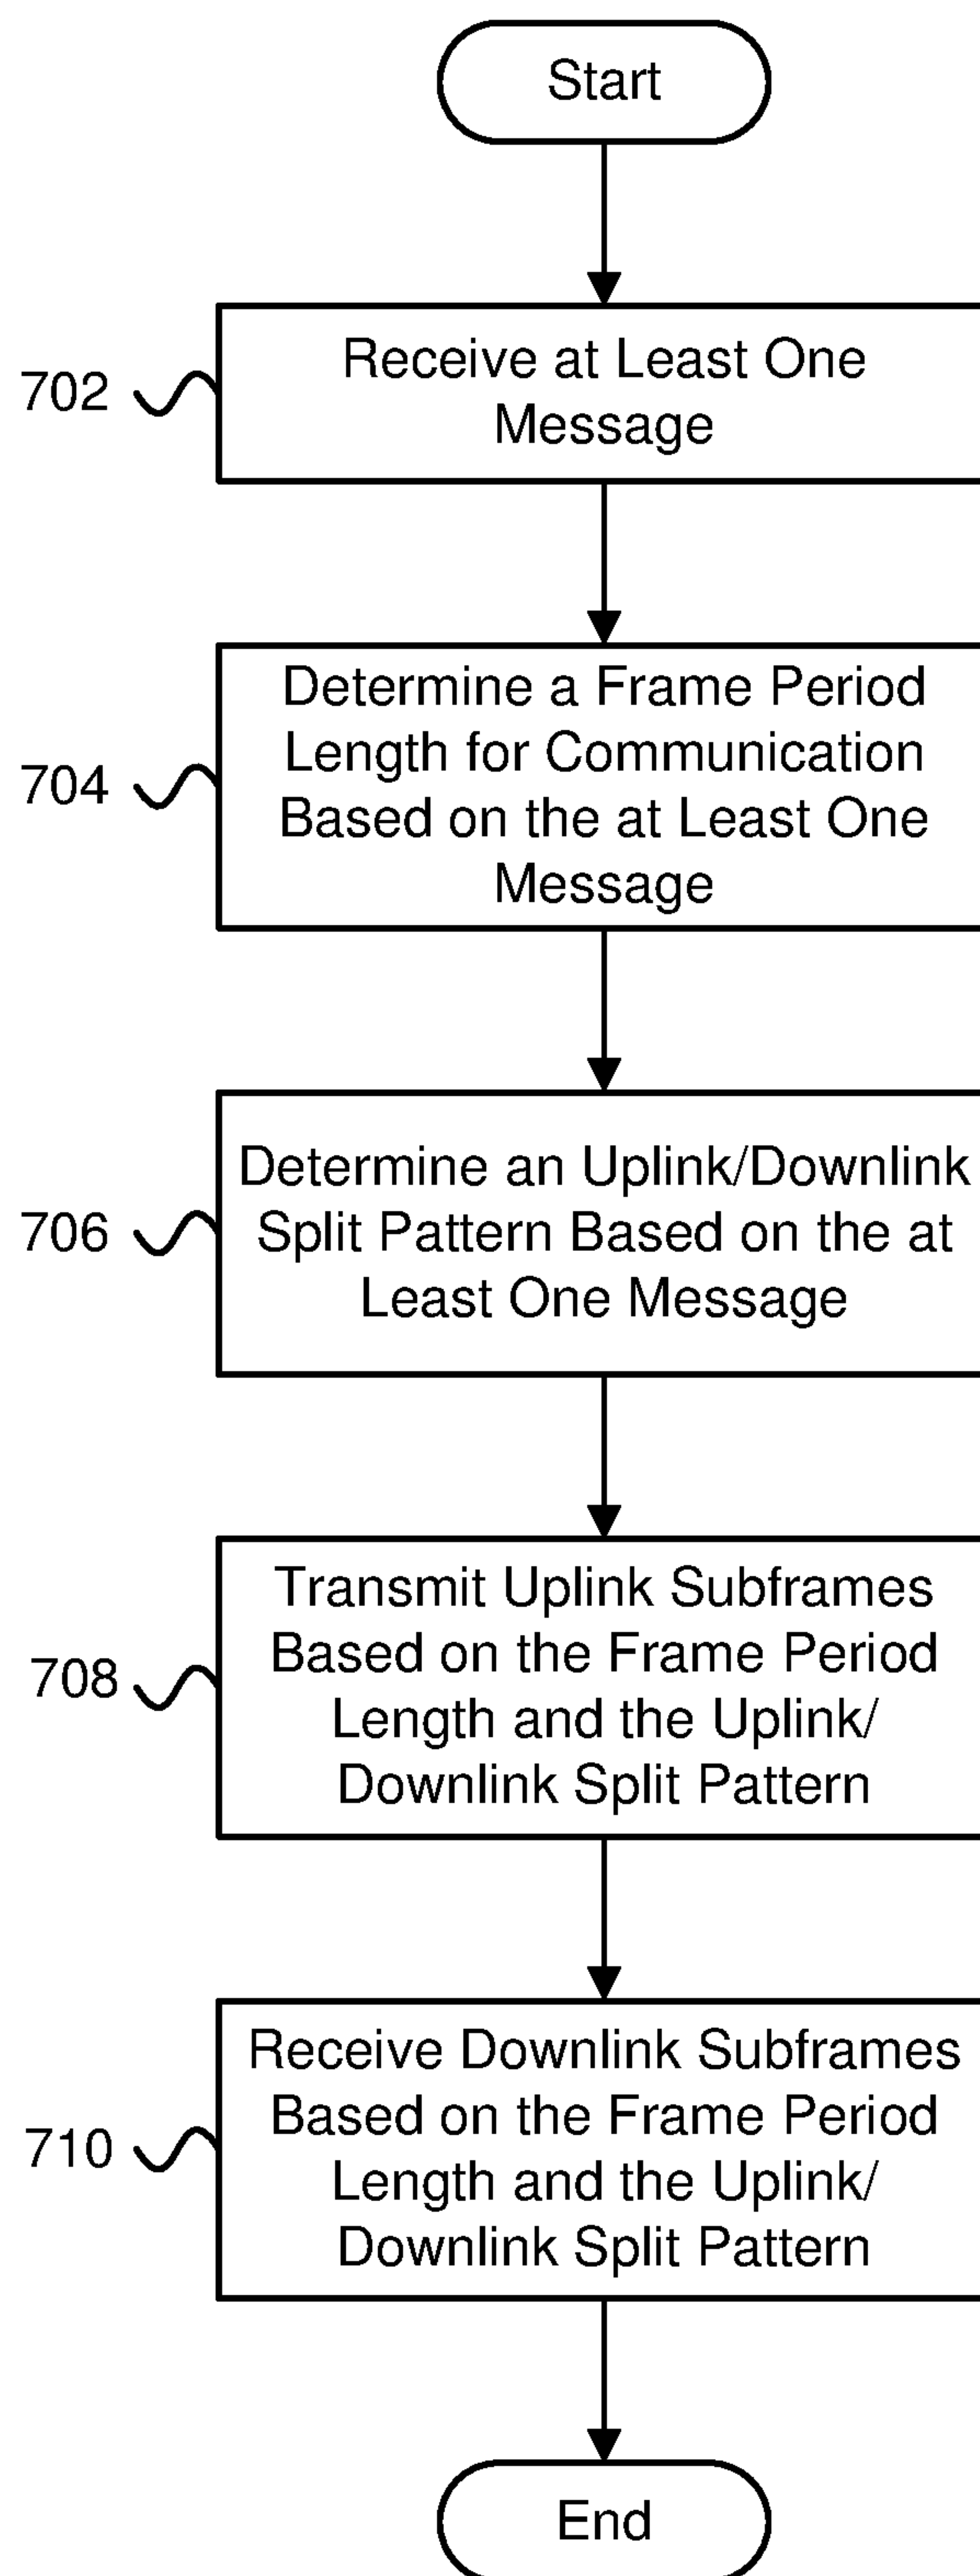 Start
702
Receive at Least One
Message
704
Determine a Frame Period
Length for Communication
Based on the at Least One
Message
706
Determine an Uplink/Downlink
Split Pattern Based on the at
Least One Message
708
Transmit Uplink Subframes
Based on the Frame Period
Length and the Uplink/
Downlink Split Pattern
710
Receive Downlink Subframes
Based on the Frame Period
Length and the Uplink/
Downlink Split Pattern
End